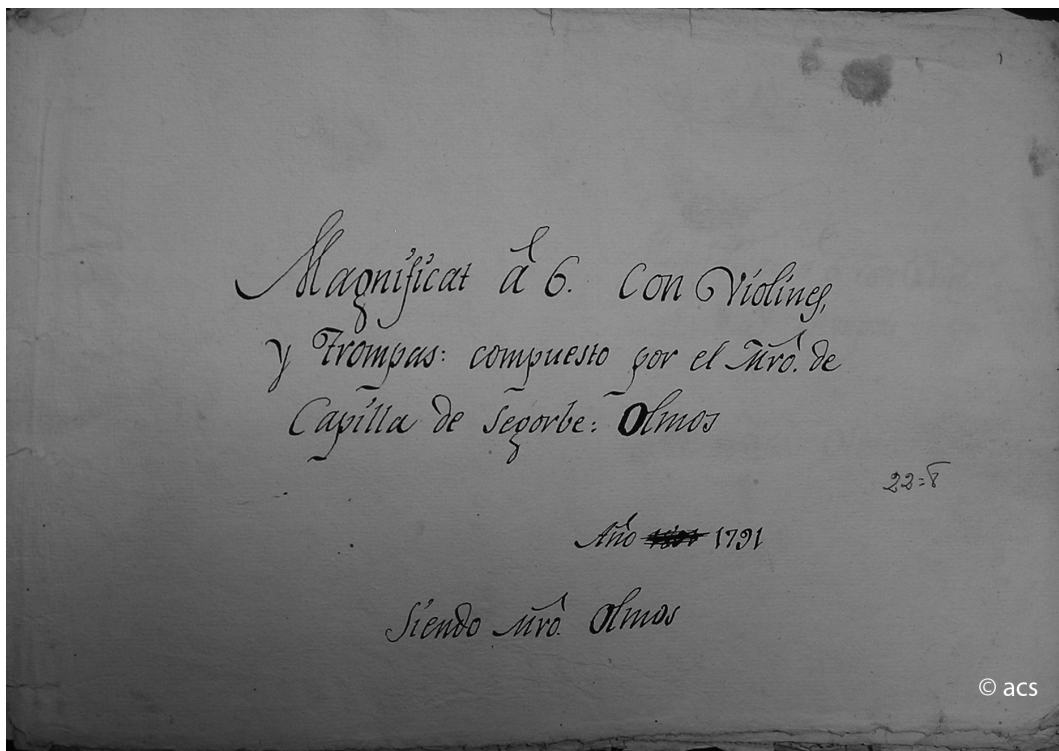 Magnificat â 6. Con Violines,
y Trompas: compuesto por el Mrô. de
Capilla de Segorbe: Olmos
22=8
Año 1791
Siendo Mrô. Olmos
© acs